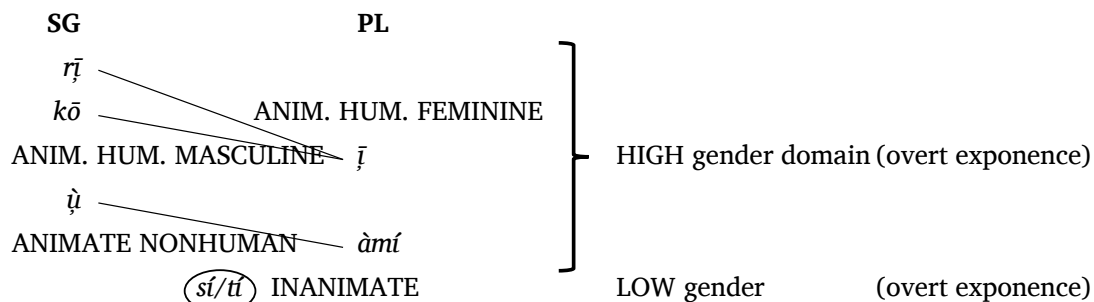 SG PL
rį̄
kō ANIM. HUM. FEMININE
ANIM. HUM. MASCULINE į̄ HIGH gender domain (overt exponence)
ų̀
ANIMATE NONHUMAN àmí
sí/tí INANIMATE LOW gender (overt exponence)